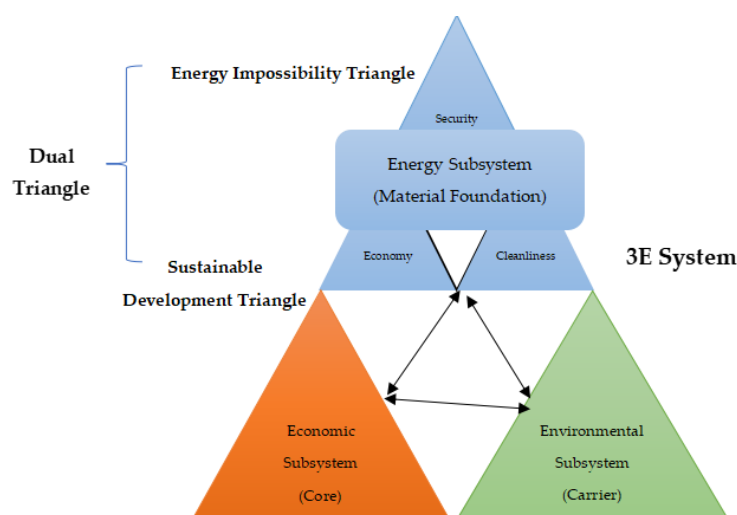 Energy Impossibility Triangle
Security
Dual
Triangle
Energy Subsystem
(Material Foundation)
Economy
Cleanliness
3E System
Sustainable
Development Triangle
Economic
Subsystem
(Core)
Environmental
Subsystem
(Carrier)